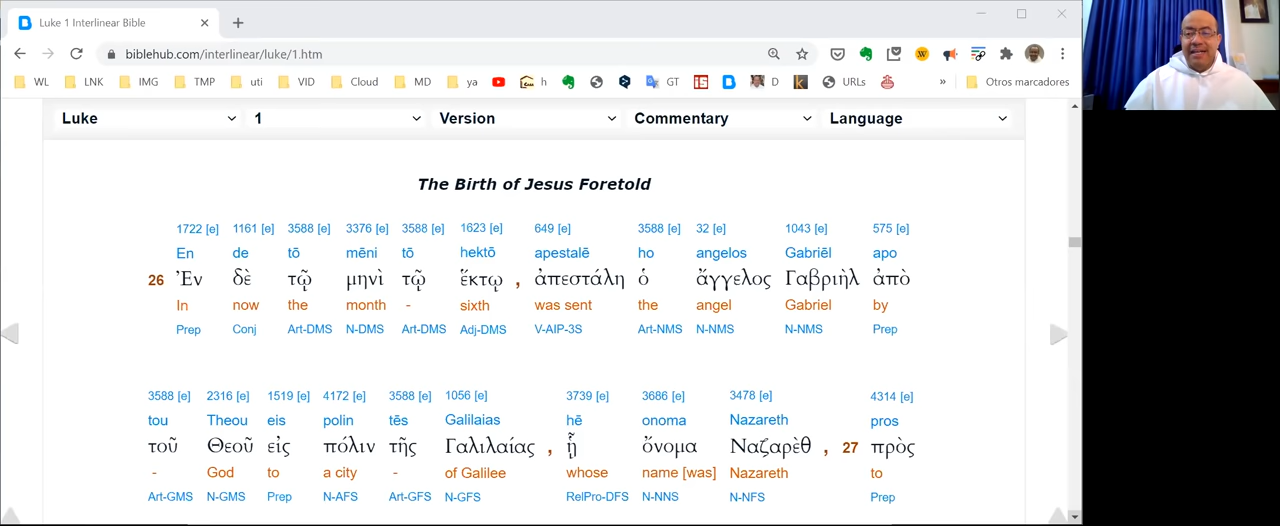 Luke 1 Interlinear Bible
biblehub.com/interlinear/luke/1.htm
WL LNK IMG TMP uti VID Cloud MD ya h GT D URLs » Otros marcadores
Luke 1 Version Commentary Language
The Birth of Jesus Foretold
1722 [e] 1161 [e] 3588 [e] 3376 [e] 3588 [e] 1623 [e] 649 [e] 3588 [e] 32 [e] 1043 [e] 575 [e]
En de tō mēni tō hektō apestalē ho angelos Gabriēl apo
26 Ἐν δὲ τῷ μηνὶ τῷ ἕκτῳ , ἀπεστάλη ὁ ἄγγελος Γαβριὴλ ἀπὸ
In now the month - sixth was sent the angel Gabriel by
Prep Conj Art-DMS N-DMS Art-DMS Adj-DMS V-AIP-3S Art-NMS N-NMS N-NMS Prep
3588 [e] 2316 [e] 1519 [e] 4172 [e] 3588 [e] 1056 [e] 3739 [e] 3686 [e] 3478 [e] 4314 [e]
tou Theou eis polin tēs Galilaias hē onoma Nazareth pros
τοῦ Θεοῦ εἰς πόλιν τῆς Γαλιλαίας , ᾗ ὄνομα Ναζαρὲθ , 27 πρὸς
- God to a city - of Galilee whose name [was] Nazareth to
Art-GMS N-GMS Prep N-AFS Art-GFS N-GFS RelPro-DFS N-NNS N-NFS Prep